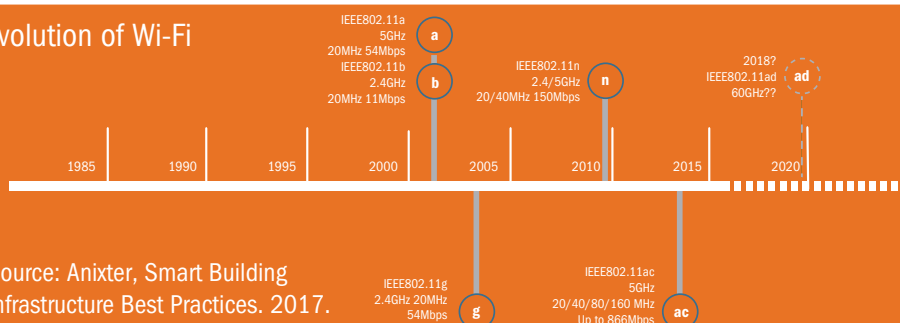 volution of Wi-Fi
IEEE802.11a
5GHz
20MHz 54Mbps
a
IEEE802.11b
2.4GHz
20MHz 11Mbps
b
IEEE802.11n
2.4/5GHz
20/40MHz 150Mbps
n
2018?
IEEE802.11ad
60GHz??
ad
1985 1990 1995 2000 2005 2010 2015 2020
ource: Anixter, Smart Building
nfrastructure Best Practices. 2017.
IEEE802.11g
2.4GHz 20MHz
54Mbps
g
IEEE802.11ac
5GHz
20/40/80/160 MHz
Up to 866Mbps
ac